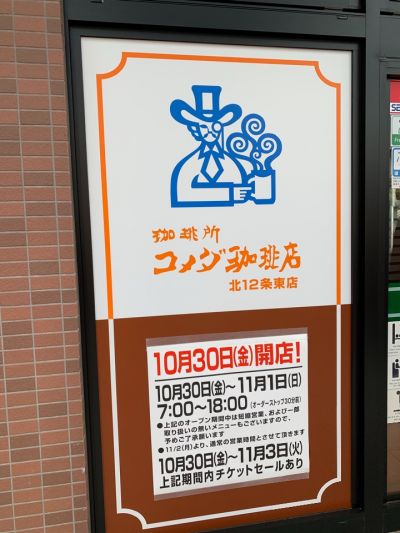 珈琲所
コメダ珈琲店
北12条東店
10月30日(金)開店!
10月30日(金)～11月1日(日)
7:00～18:00(オーダーストップ30分前)
●上記のオープン期間中は短縮営業、および一部
取り扱いの無いメニューもございますので、
予めご了承願います
●11/2(月)より、通常の営業時間とさせて頂きます
10月30日(金)～11月3日(火)
上記期間内チケットセールあり